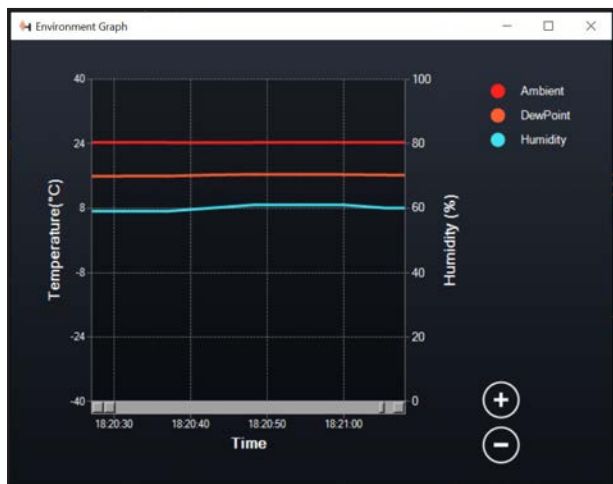 Environment Graph
40
24
8
-8
-24
-40
Temperature(°C)
100
80
60
40
20
0
Humidity (%)
18:20:30 18:20:40 18:20:50 18:21:00
Time
Ambient
DewPoint
Humidity